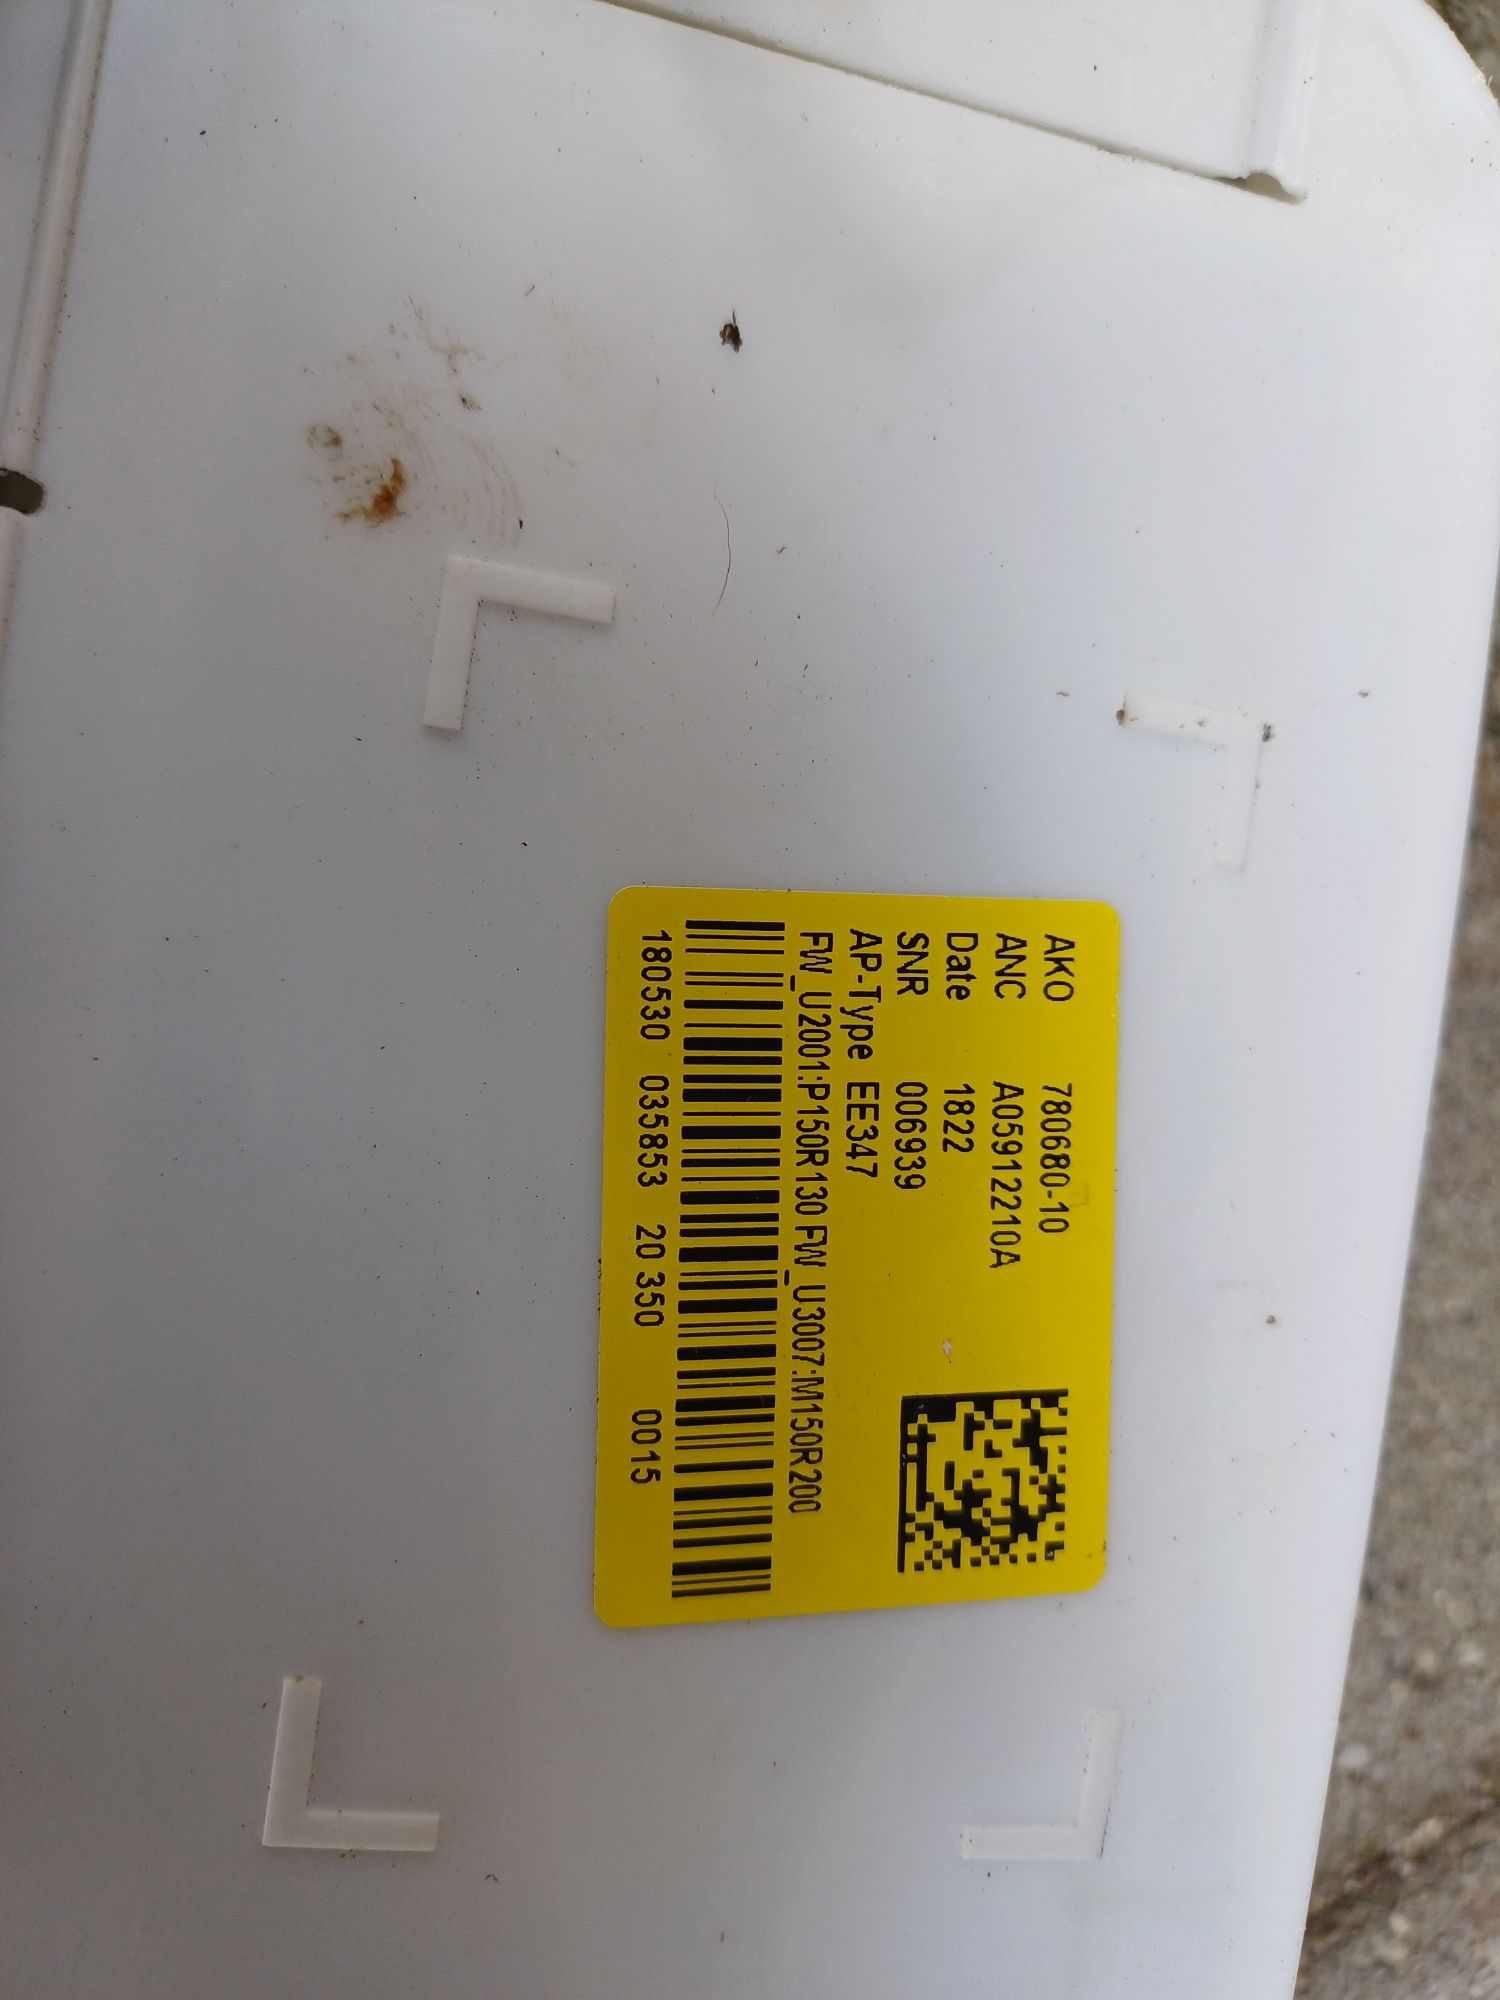 AKO 780680-10
ANC A05912210A
Date 1822
SNR 006939
AP-Type EE347
FW_U2001:P150R130 FW_U3007:M150R200
180530 035853 20 350 0015